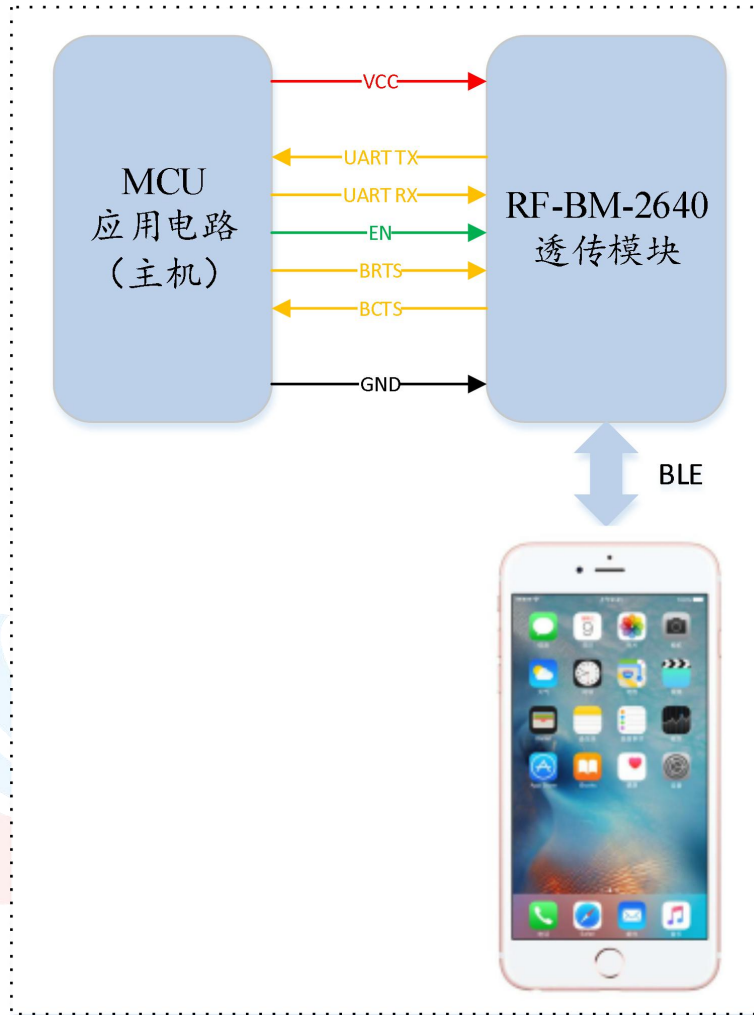 MCU
应用电路
(主机)
VCC
UART TX
UART RX
EN
BRTS
BCTS
GND
RF-BM-2640
透传模块
BLE
9